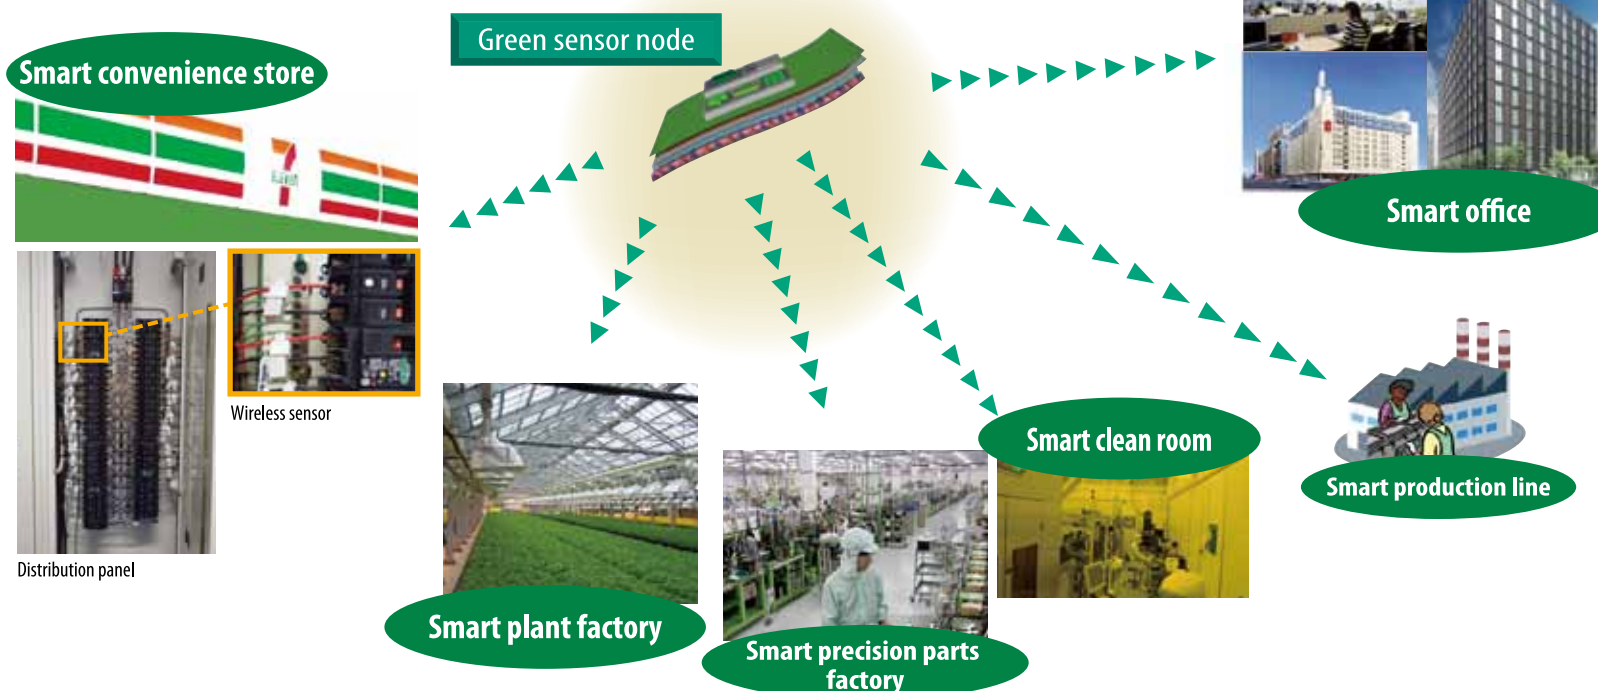 Green sensor node
Smart convenience store
Smart office
Wireless sensor
Distribution panel
Smart clean room
Smart production line
Smart plant factory
Smart precision parts
factory